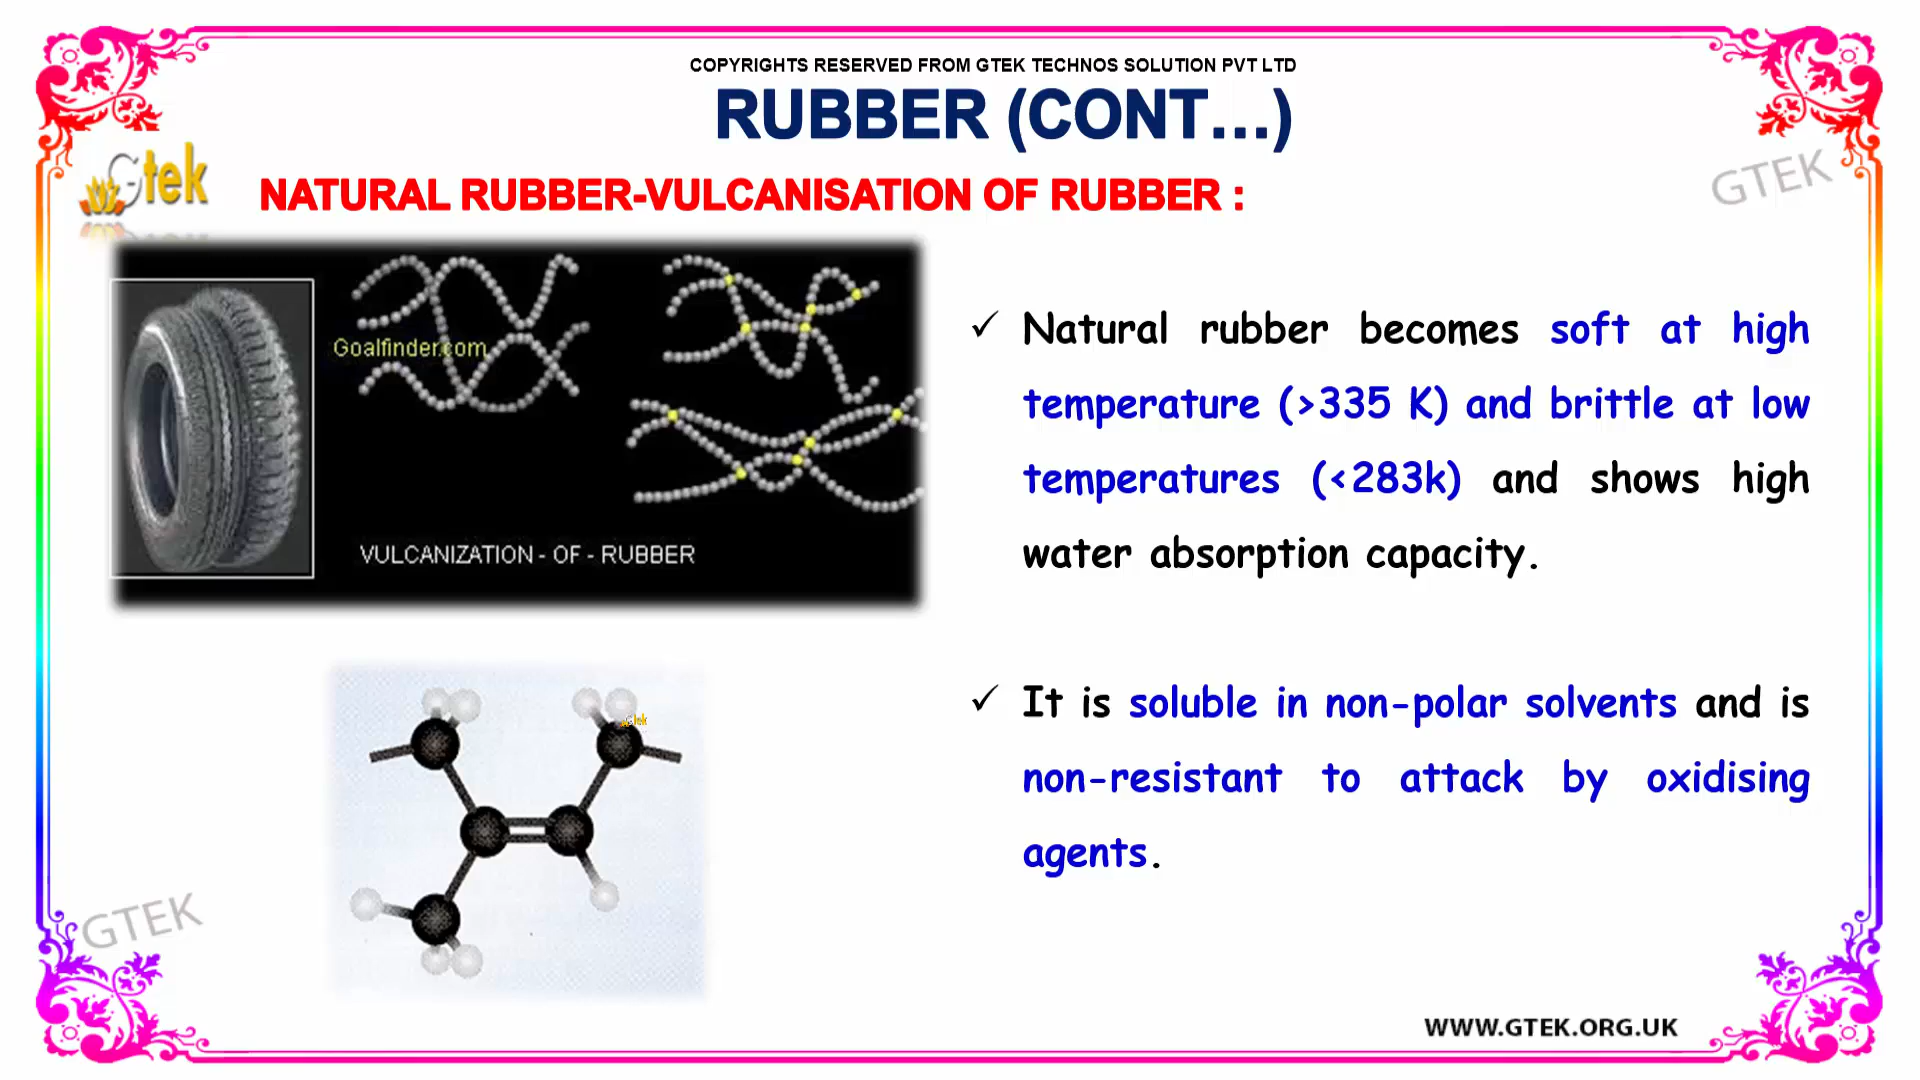 COPYRIGHTS RESERVED FROM GTEK TECHNOS SOLUTION PVT LTD
RUBBER (CONT...)
Gtek
GTEK
NATURAL RUBBER-VULCANISATION OF RUBBER :
Goalfinder.com
VULCANIZATION - OF - RUBBER
✓ Natural rubber becomes soft at high
temperature (>335 K) and brittle at low
temperatures (<283k) and shows high
water absorption capacity.
✓ It is soluble in non-polar solvents and is
non-resistant to attack by oxidising
agents.
Gtek
GTEK
WWW.GTEK.ORG.UK